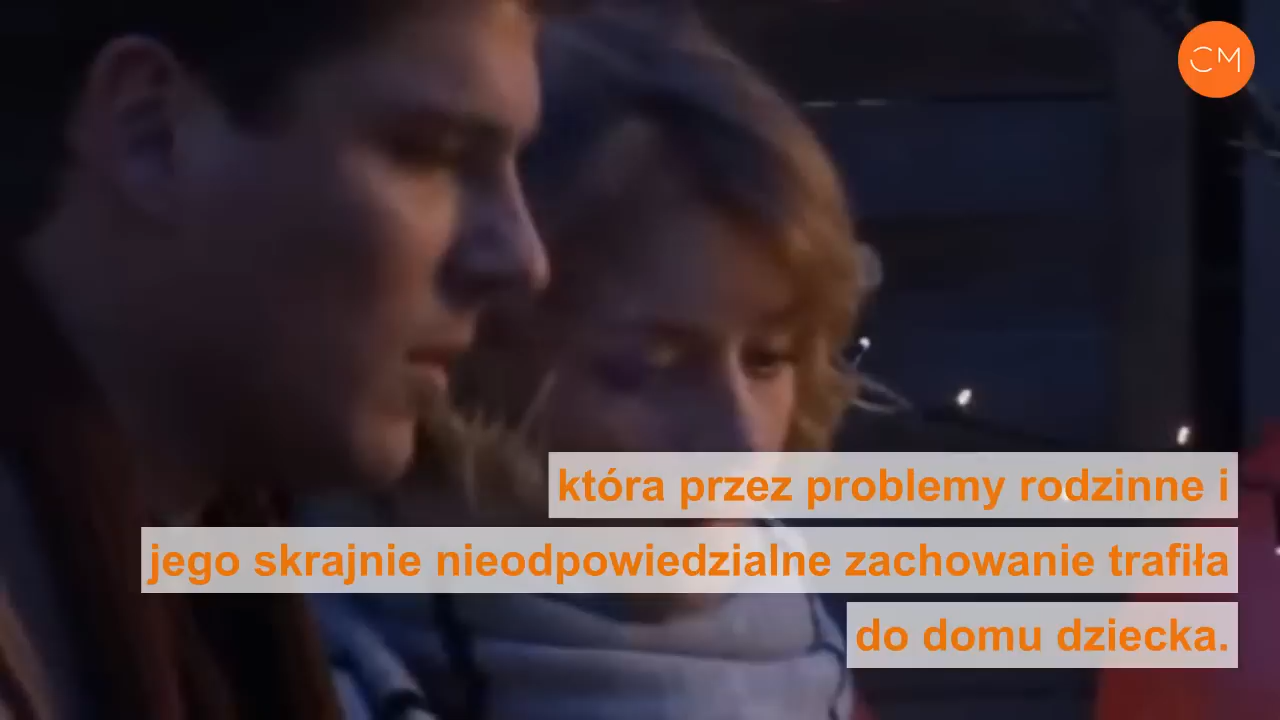 CM
która przez problemy rodzinne i
jego skrajnie nieodpowiedzialne zachowanie trafiła
do domu dziecka.